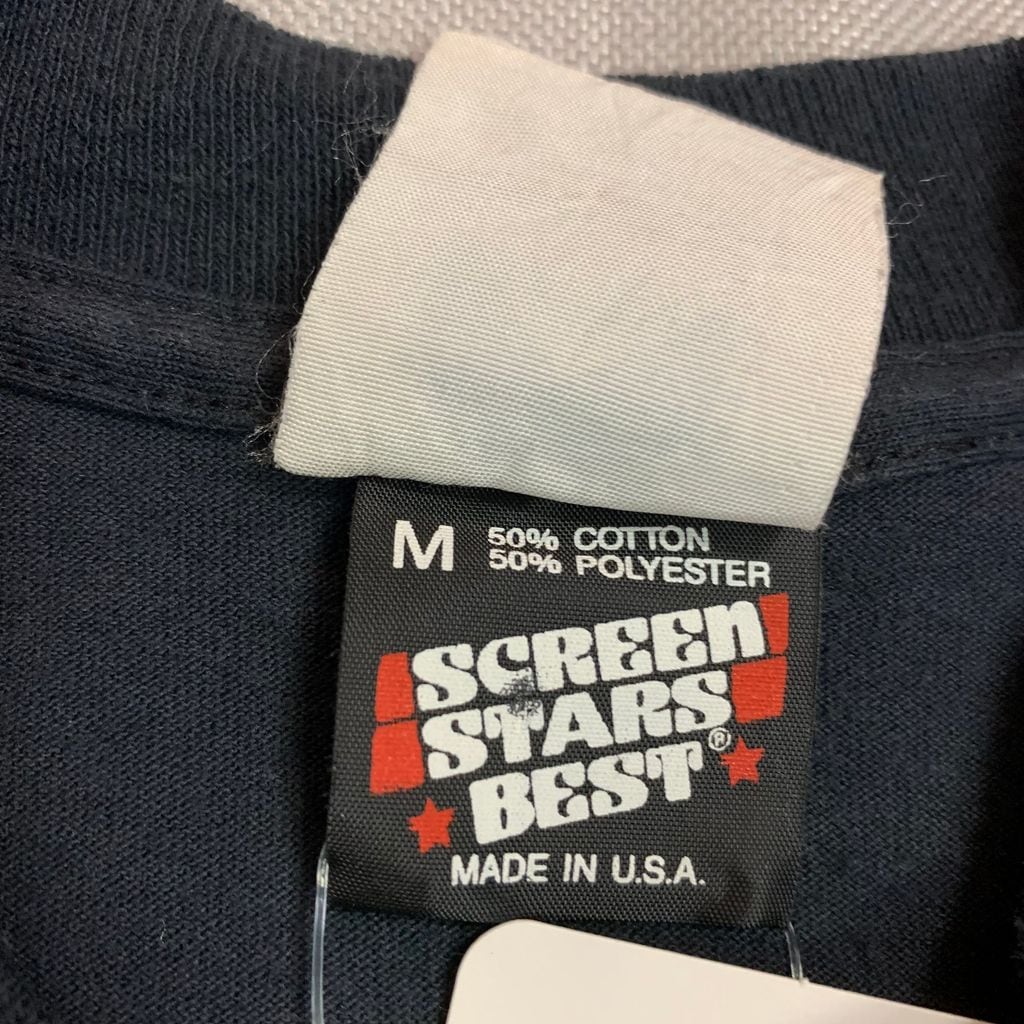 M 50% COTTON
50% POLYESTER
SCREEN
STARS
BEST®
MADE IN U.S.A.